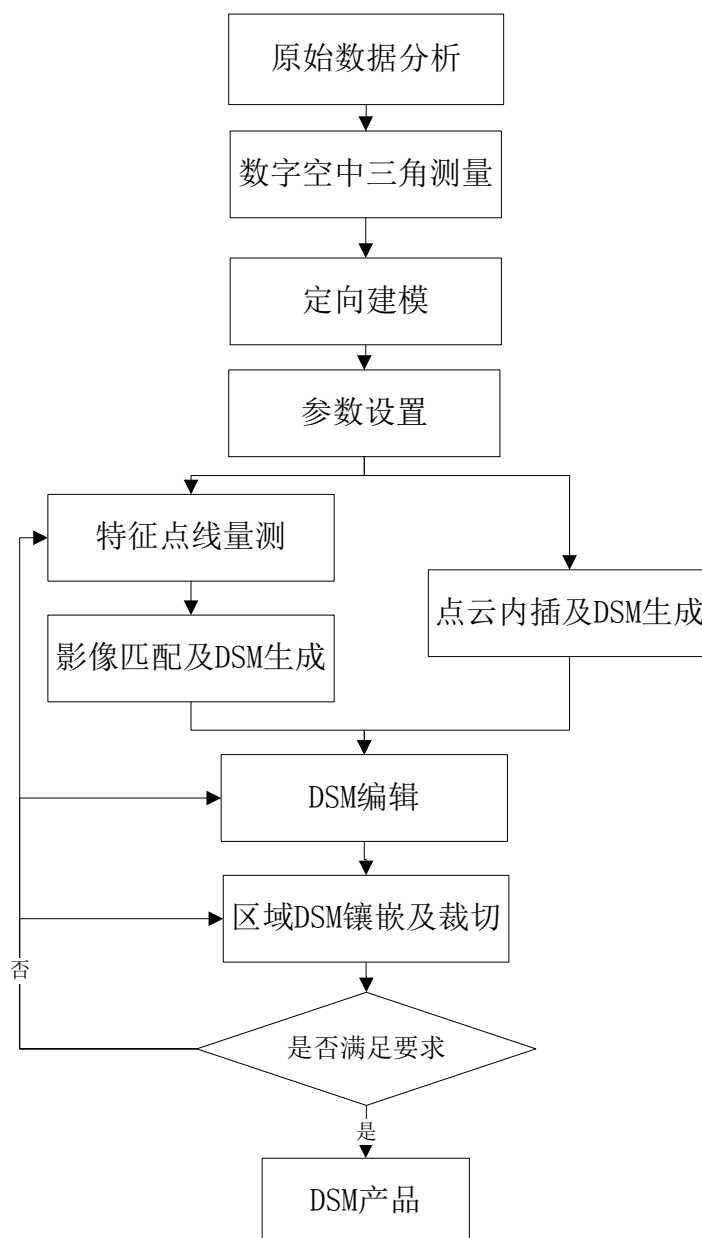 原始数据分析
数字空中三角测量
定向建模
参数设置
特征点线量测
点云内插及DSM生成
影像匹配及DSM生成
DSM编辑
区域DSM镶嵌及裁切
否
是否满足要求
是
DSM产品